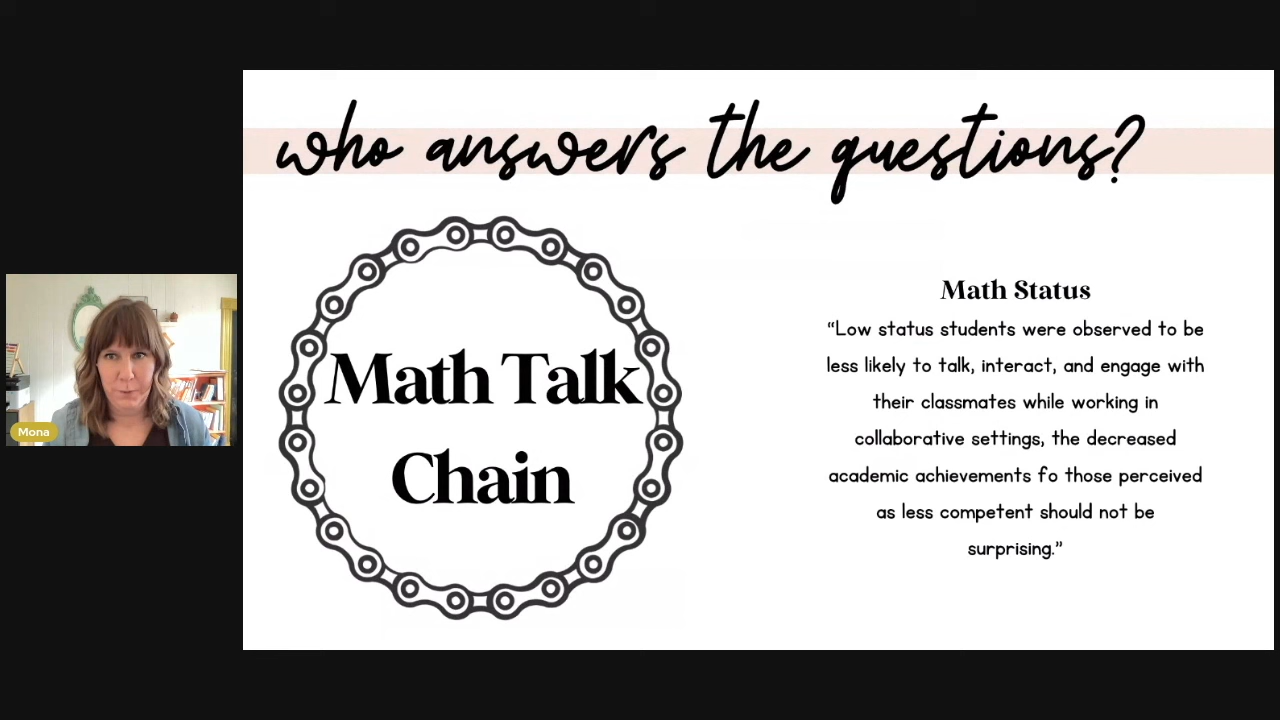 who answers the questions?
Math Talk
Chain
Math Status
“Low status students were observed to be
less likely to talk, interact, and engage with
their classmates while working in
collaborative settings, the decreased
academic achievements fo those perceived
as less competent should not be
surprising.”
Mona